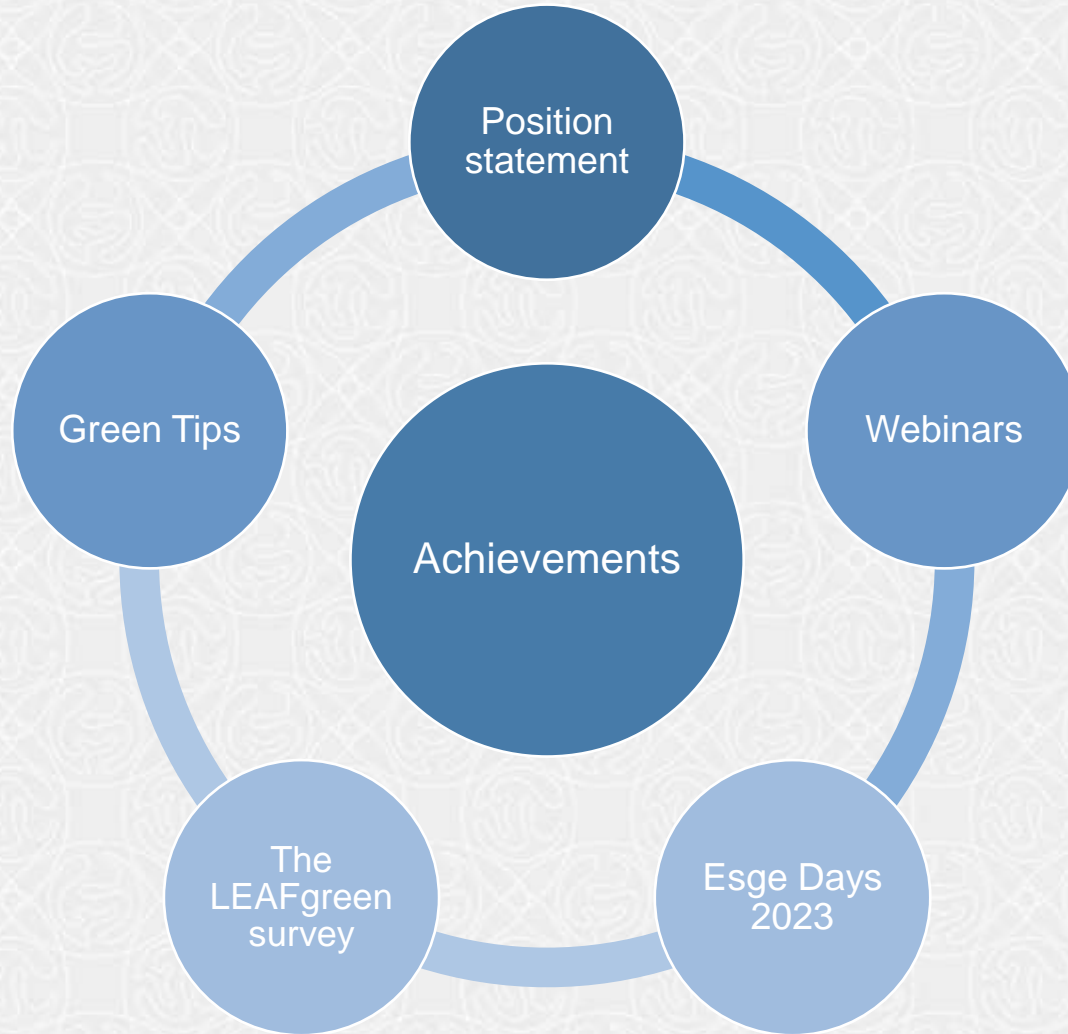 Position
statement
Webinars
Esge Days
2023
The
LEAFgreen
survey
Green Tips
Achievements